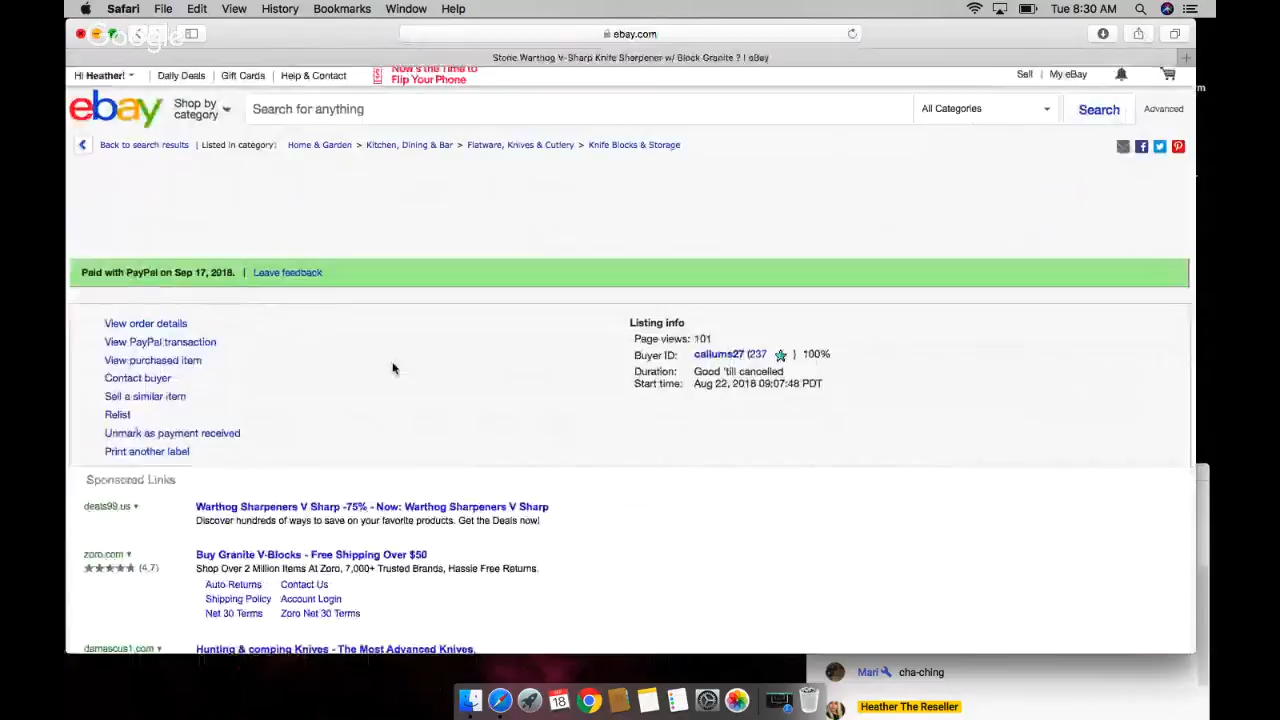 Safari File Edit View History Bookmarks Window Help Tue 8:30 AM
Google
ebay.com
Stone Warthog V-Sharp Knife Sharpener w/ Block Granite ? | eBay
Hi Heather! Daily Deals Gift Cards Help & Contact
Now's the Time to
Flip Your Phone
Sell My eBay
ebay Shop by
category
Search for anything All Categories Search Advanced
Back to search results | Listed in category: Home & Garden > Kitchen, Dining & Bar > Flatware, Knives & Cutlery > Knife Blocks & Storage
Paid with PayPal on Sep 17, 2018. | Leave feedback
View order details
View PayPal transaction
View purchased item
Contact buyer
Sell a similar item
Relist
Unmark as payment received
Print another label
Listing info
Page views: 101
Buyer ID: callums27 (237 ) 100%
Duration: Good 'till cancelled
Start time: Aug 22, 2018 09:07:48 PDT
Sponsored Links
deals99.us Warthog Sharpeners V Sharp -75% - Now: Warthog Sharpeners V Sharp
Discover hundreds of ways to save on your favorite products. Get the Deals now!
zoro.com Buy Granite V-Blocks - Free Shipping Over $50
(4.7) Shop Over 2 Million Items At Zoro, 7,000+ Trusted Brands, Hassle Free Returns.
Auto Returns Contact Us
Shipping Policy Account Login
Net 30 Terms Zoro Net 30 Terms
damascus1.com Hunting & comping Knives - The Most Advanced Knives.
18
Mari cha-ching
Heather The Reseller